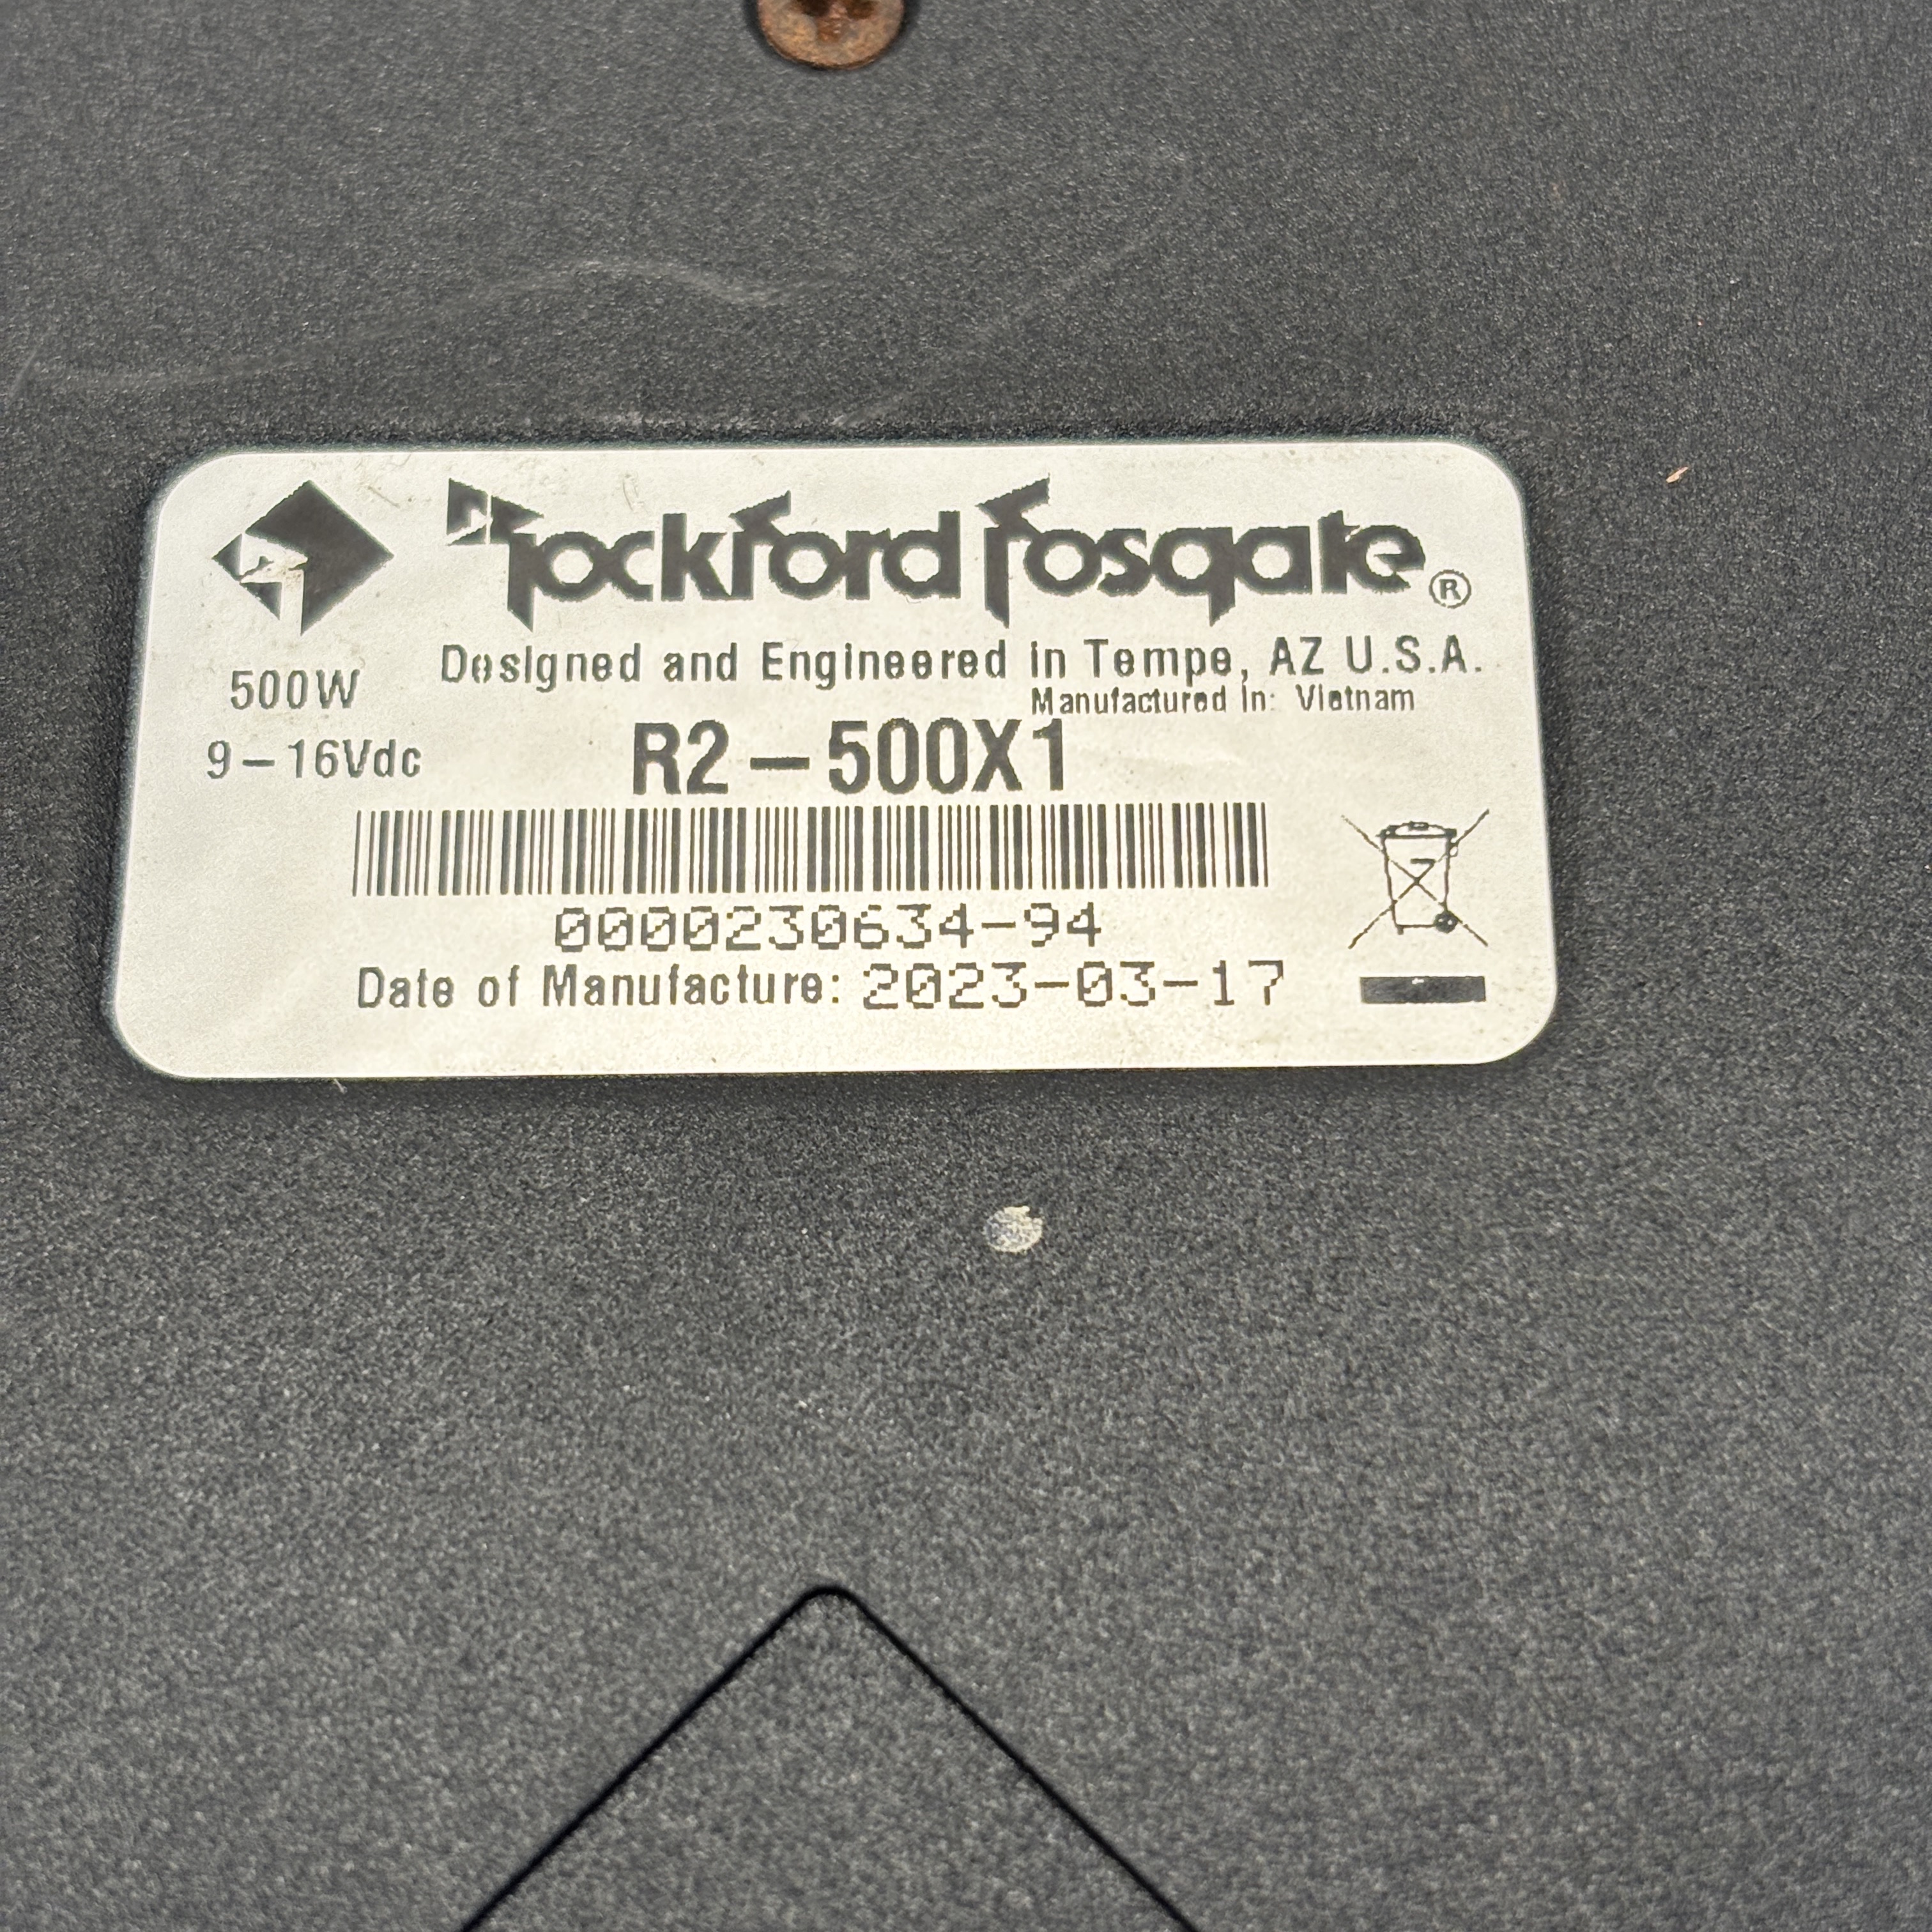 Rockford Fosgate®
Designed and Engineered in Tempe, AZ U.S.A.
Manufactured in: Vietnam
500W
9-16Vdc
R2-500X1
0000230634-94
Date of Manufacture: 2023-03-17